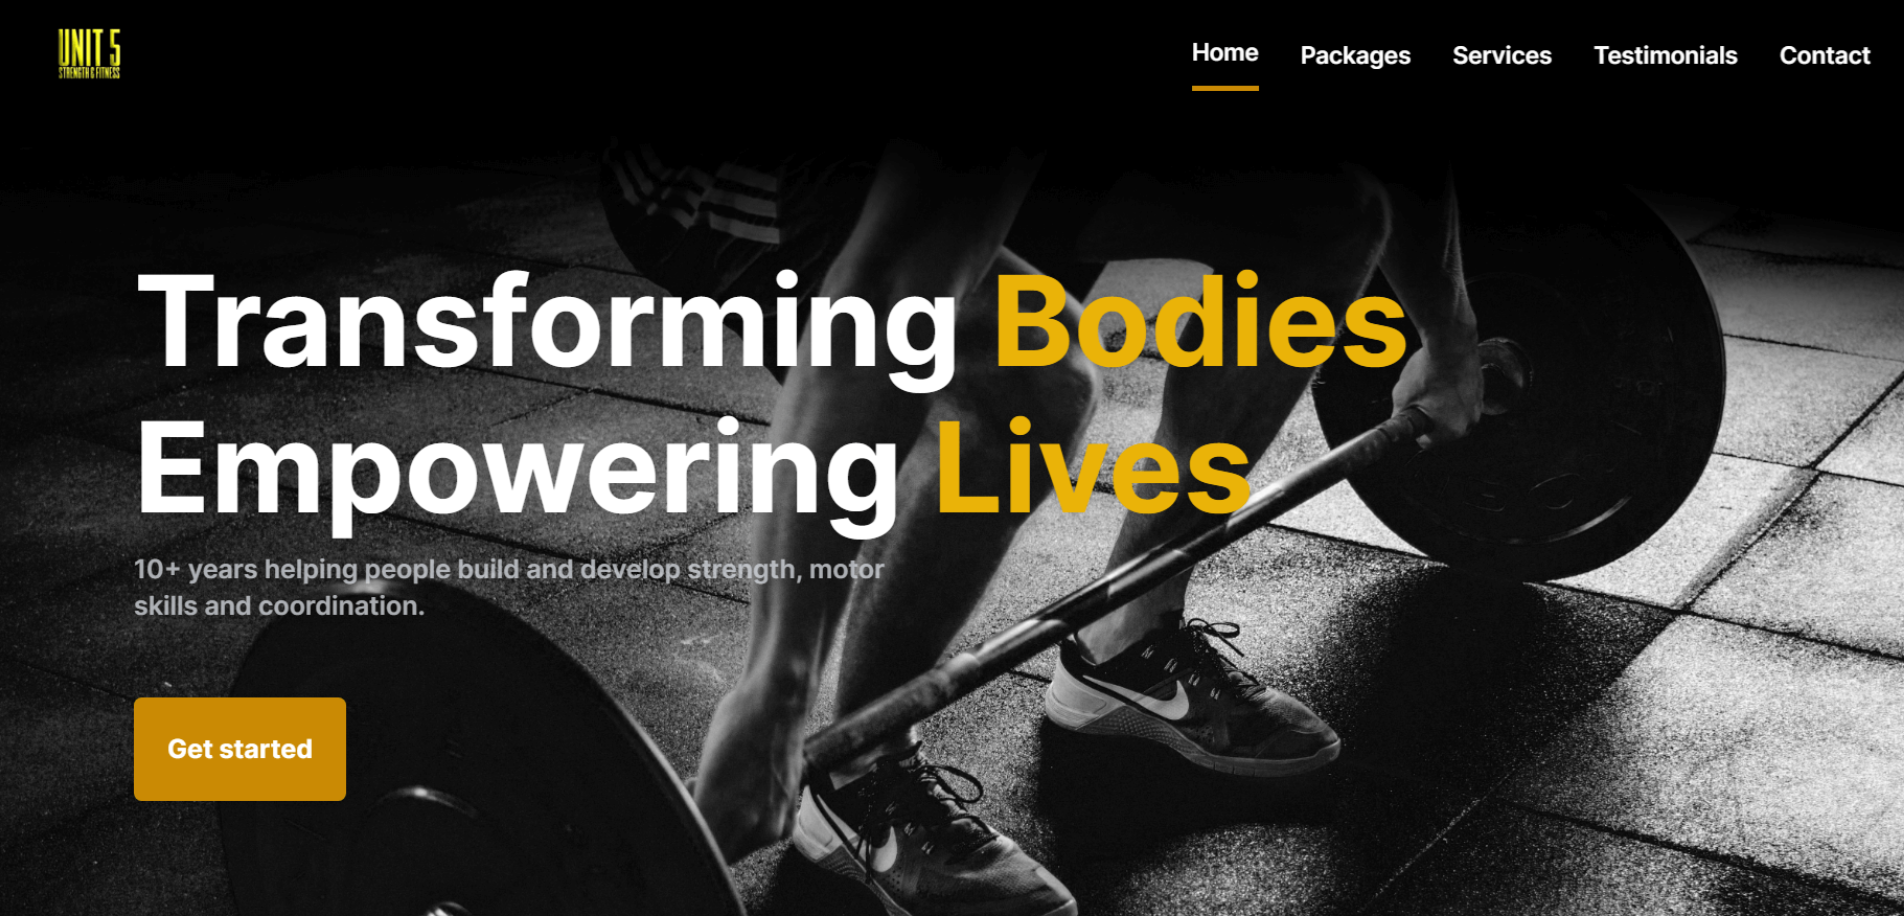 UNIT 5
STRENGTH & FITNESS
Home
Packages
Services
Testimonials
Contact
Transforming Bodies
Empowering Lives
10+ years helping people build and develop strength, motor
skills and coordination.
Get started